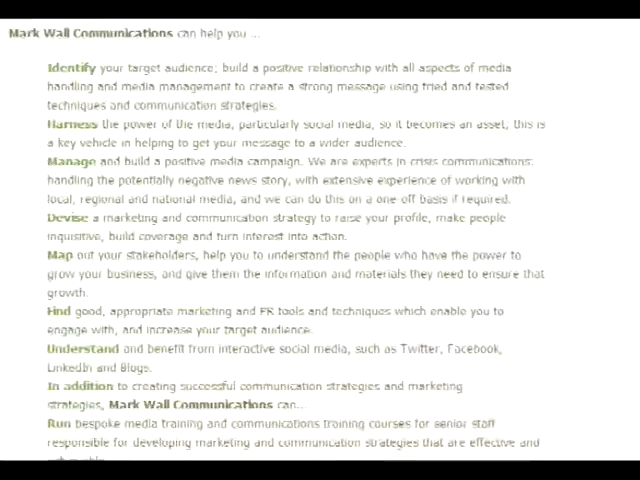 Mark Wall Communications can help you ...
Identify your target audience; build a positive relationship with all aspects of media
handling and media management to create a strong message using tried and tested
techniques and communication strategies.
Harness the power of the media, particularly social media, so it becomes an asset; this is
a key vehicle in helping to get your message to a wider audience.
Manage and build a positive media campaign. We are experts in crisis communications:
handling the potentially negative news story, with extensive experience of working with
local, regional and national media, and we can do this on a one off basis if required.
Devise a marketing and communication strategy to raise your profile, make people
inquisitive, build coverage and turn interest into action.
Map out your stakeholders, help you to understand the people who have the power to
grow your business, and give them the information and materials they need to ensure that
growth.
Find good, appropriate marketing and PR tools and techniques which enable you to
engage with, and increase your target audience.
Understand and benefit from interactive social media, such as Twitter, Facebook,
LinkedIn and Blogs.
In addition to creating successful communication strategies and marketing
strategies, Mark Wall Communications can...
Run bespoke media training and communications training courses for senior staff
responsible for developing marketing and communication strategies that are effective and